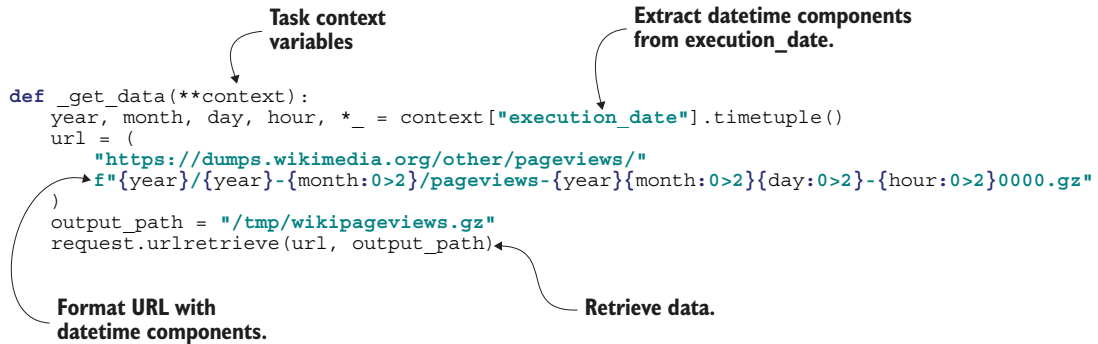 Task context
variables
Extract datetime components
from execution_date.
def _get_data(**context):
    year, month, day, hour, *_ = context["execution_date"].timetuple()
    url = (
        "https://dumps.wikimedia.org/other/pageviews/"
        f"{year}/{year}-{month:0>2}/pageviews-{year}{month:0>2}{day:0>2}-{hour:0>2}0000.gz"
    )
    output_path = "/tmp/wikipageviews.gz"
    request.urlretrieve(url, output_path)
Format URL with
datetime components.
Retrieve data.